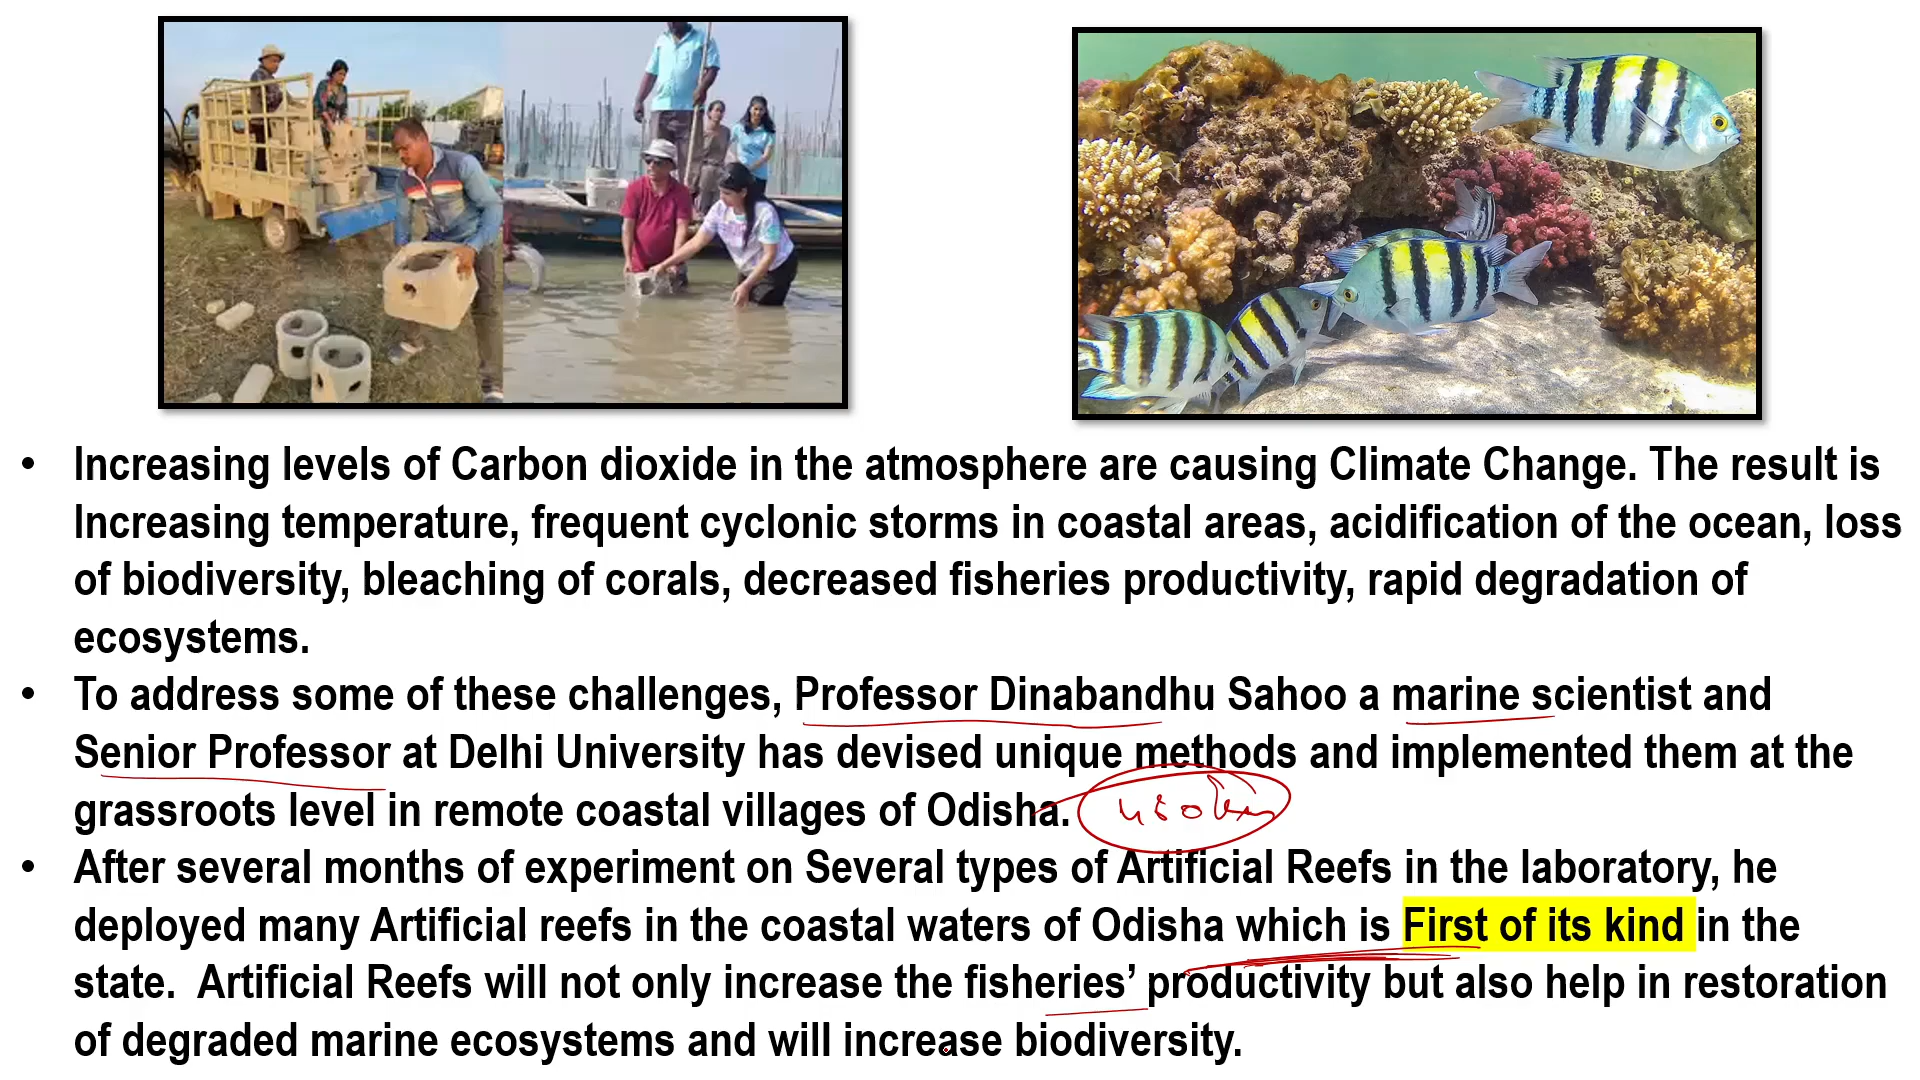 • Increasing levels of Carbon dioxide in the atmosphere are causing Climate Change. The result is
Increasing temperature, frequent cyclonic storms in coastal areas, acidification of the ocean, loss
of biodiversity, bleaching of corals, decreased fisheries productivity, rapid degradation of
ecosystems.
• To address some of these challenges, Professor Dinabandhu Sahoo a marine scientist and
Senior Professor at Delhi University has devised unique methods and implemented them at the
grassroots level in remote coastal villages of Odisha.
• After several months of experiment on Several types of Artificial Reefs in the laboratory, he
deployed many Artificial reefs in the coastal waters of Odisha which is First of its kind in the
state. Artificial Reefs will not only increase the fisheries’ productivity but also help in restoration
of degraded marine ecosystems and will increase biodiversity.